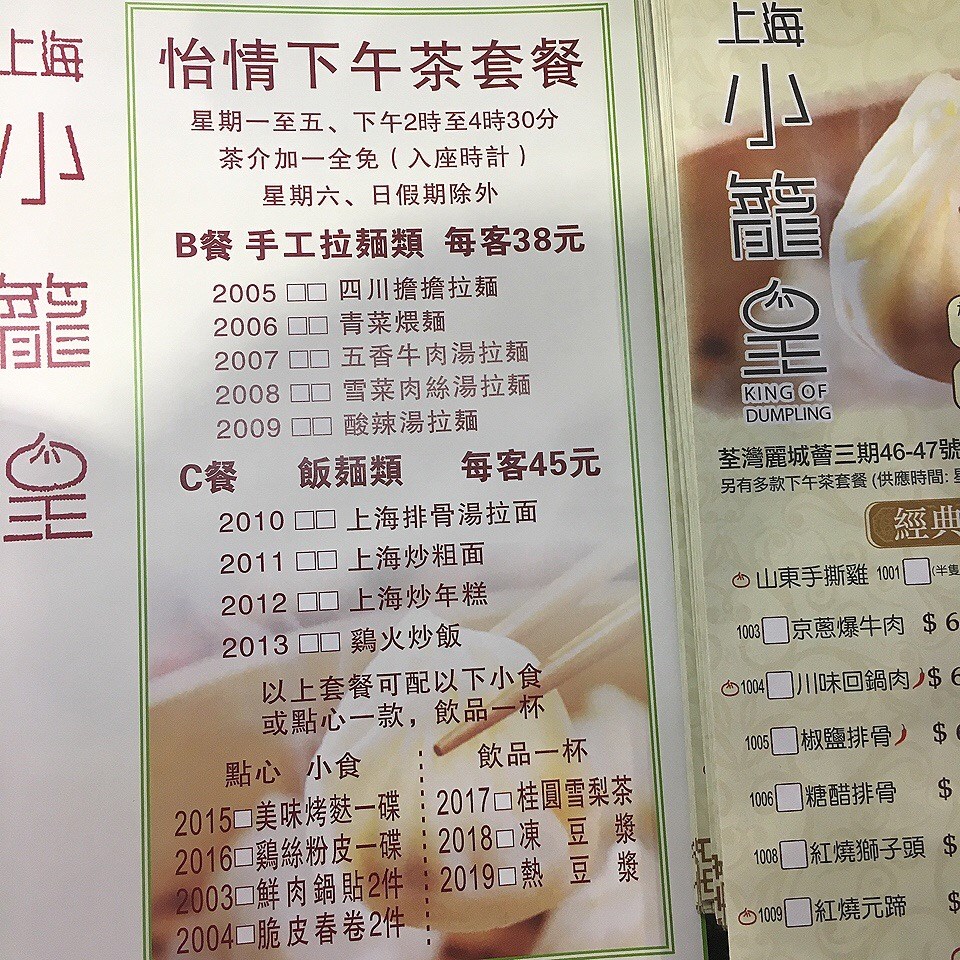 上海
小
籠
皇
怡情下午茶套餐
星期一至五、下午2時至4時30分
茶介加一全免（入座時計）
星期六、日假期除外
B餐 手工拉麵類 每客38元
2005 □□ 四川擔擔拉麵
2006 □□ 青菜煨麵
2007 □□ 五香牛肉湯拉麵
2008 □□ 雪菜肉絲湯拉麵
2009 □□ 酸辣湯拉麵
C餐 飯麵類 每客45元
2010 □□ 上海排骨湯拉面
2011 □□ 上海炒粗面
2012 □□ 上海炒年糕
2013 □□ 鷄火炒飯
以上套餐可配以下小食
或點心一款，飲品一杯
點心 小食
2015□美味烤麩一碟
2016□鷄絲粉皮一碟
2003□鮮肉鍋貼2件
2004□脆皮春卷2件
飲品一杯
2017□桂圓雪梨茶
2018□凍 豆 漿
2019□熱 豆 漿
上海
小
籠
皇
KING OF
DUMPLING
荃灣麗城薈三期46-47號
另有多款下午茶套餐 (供應時間:
經典
山東手撕雞 1001□(半隻
1003□京蔥爆牛肉 $6
1004□川味回鍋肉 $6
1005□椒鹽排骨 $6
1006□糖醋排骨 $
1008□紅燒獅子頭 $
1009□紅燒元蹄 $